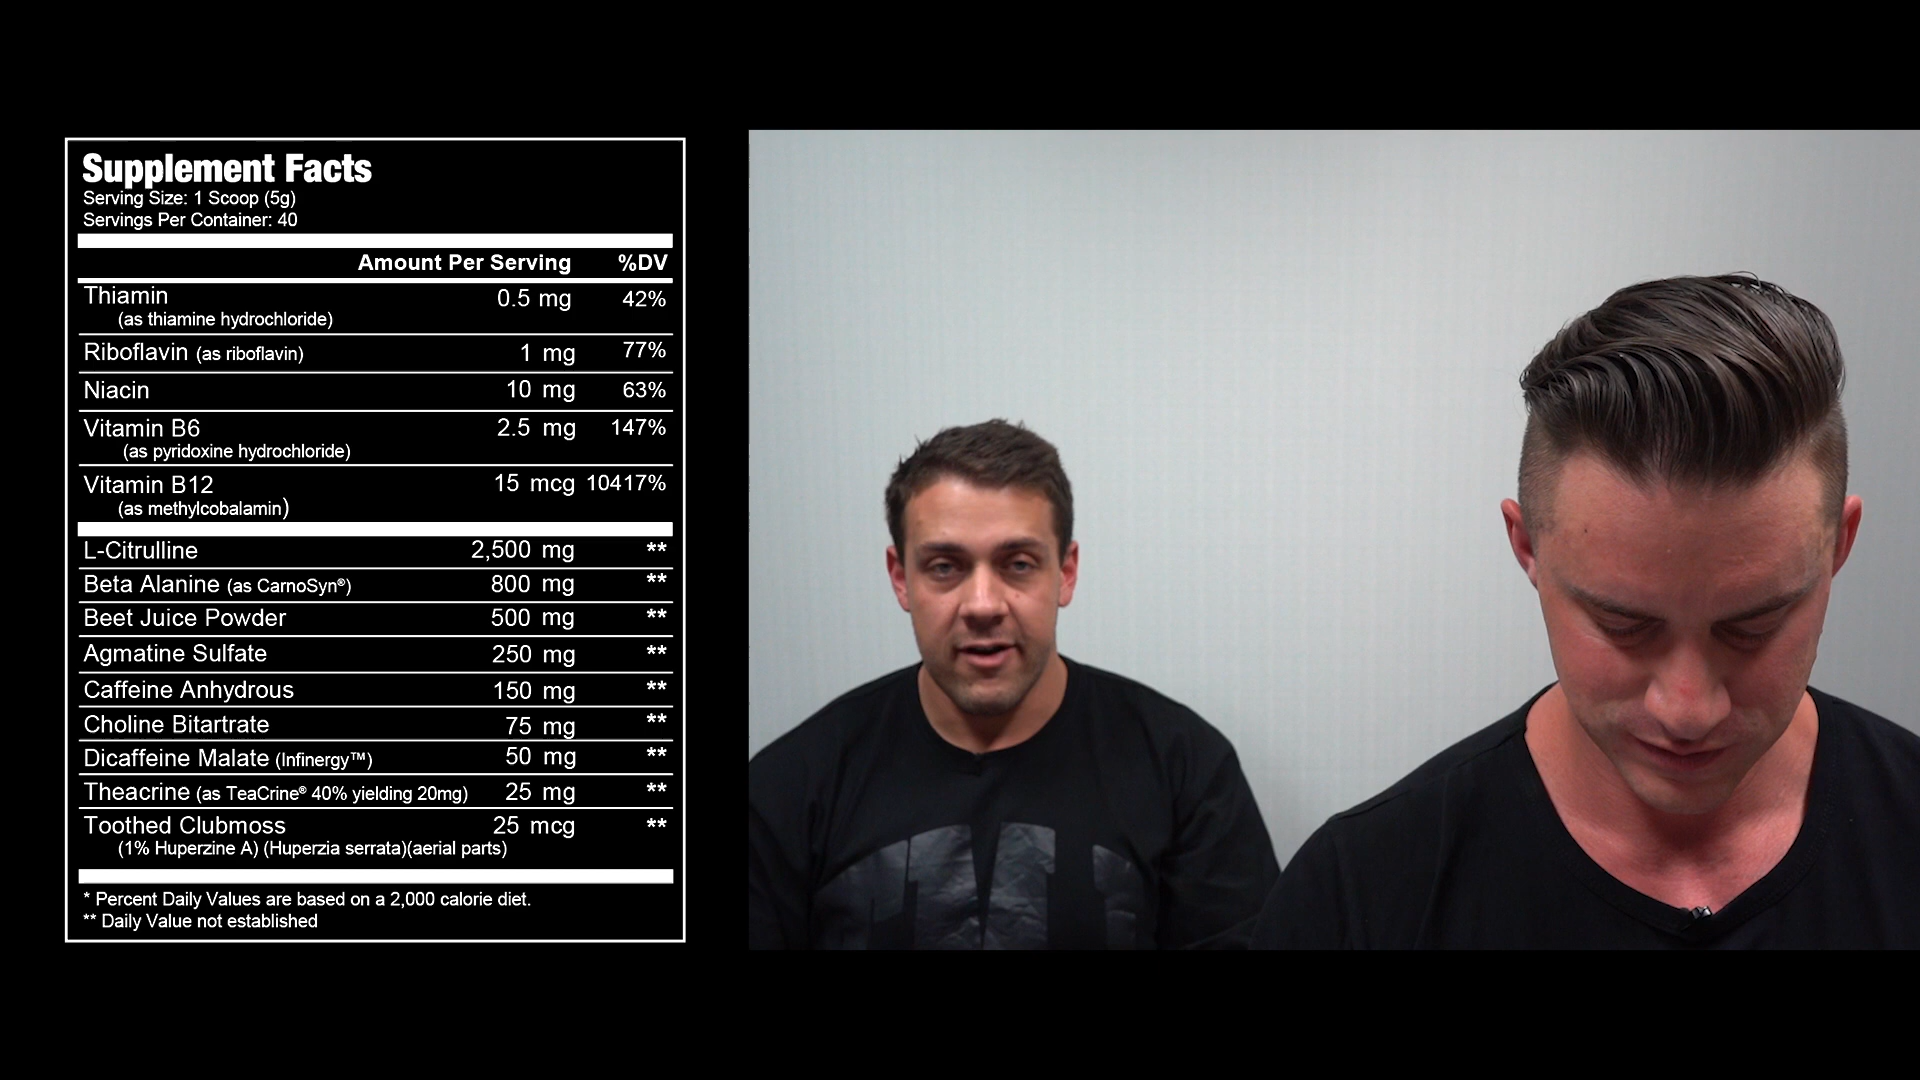 Supplement Facts
Serving Size: 1 Scoop (5g)
Servings Per Container: 40
Amount Per Serving %DV
Thiamin 0.5 mg 42%
(as thiamine hydrochloride)
Riboflavin (as riboflavin) 1 mg 77%
Niacin 10 mg 63%
Vitamin B6 2.5 mg 147%
(as pyridoxine hydrochloride)
Vitamin B12 15 mcg 10417%
(as methylcobalamin)
L-Citrulline 2,500 mg **
Beta Alanine (as CarnoSyn®) 800 mg **
Beet Juice Powder 500 mg **
Agmatine Sulfate 250 mg **
Caffeine Anhydrous 150 mg **
Choline Bitartrate 75 mg **
Dicaffeine Malate (Infinergy™) 50 mg **
Theacrine (as TeaCrine® 40% yielding 20mg) 25 mg **
Toothed Clubmoss 25 mcg **
(1% Huperzine A) (Huperzia serrata)(aerial parts)
* Percent Daily Values are based on a 2,000 calorie diet.
** Daily Value not established